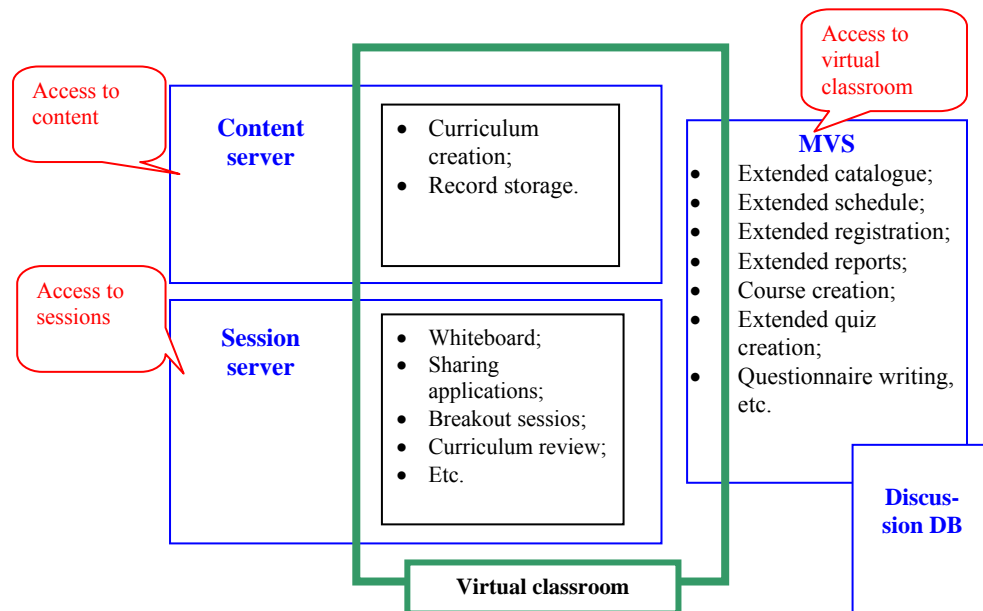 Access to
content
Content
server
• Curriculum
creation;
• Record storage.
Access to
sessions
Session
server
• Whiteboard;
• Sharing
applications;
• Breakout sessios;
• Curriculum review;
• Etc.
Access to
virtual
classroom
MVS
• Extended catalogue;
• Extended schedule;
• Extended registration;
• Extended reports;
• Course creation;
• Extended quiz
creation;
• Questionnaire writing,
etc.
Discus-
sion DB
Virtual classroom